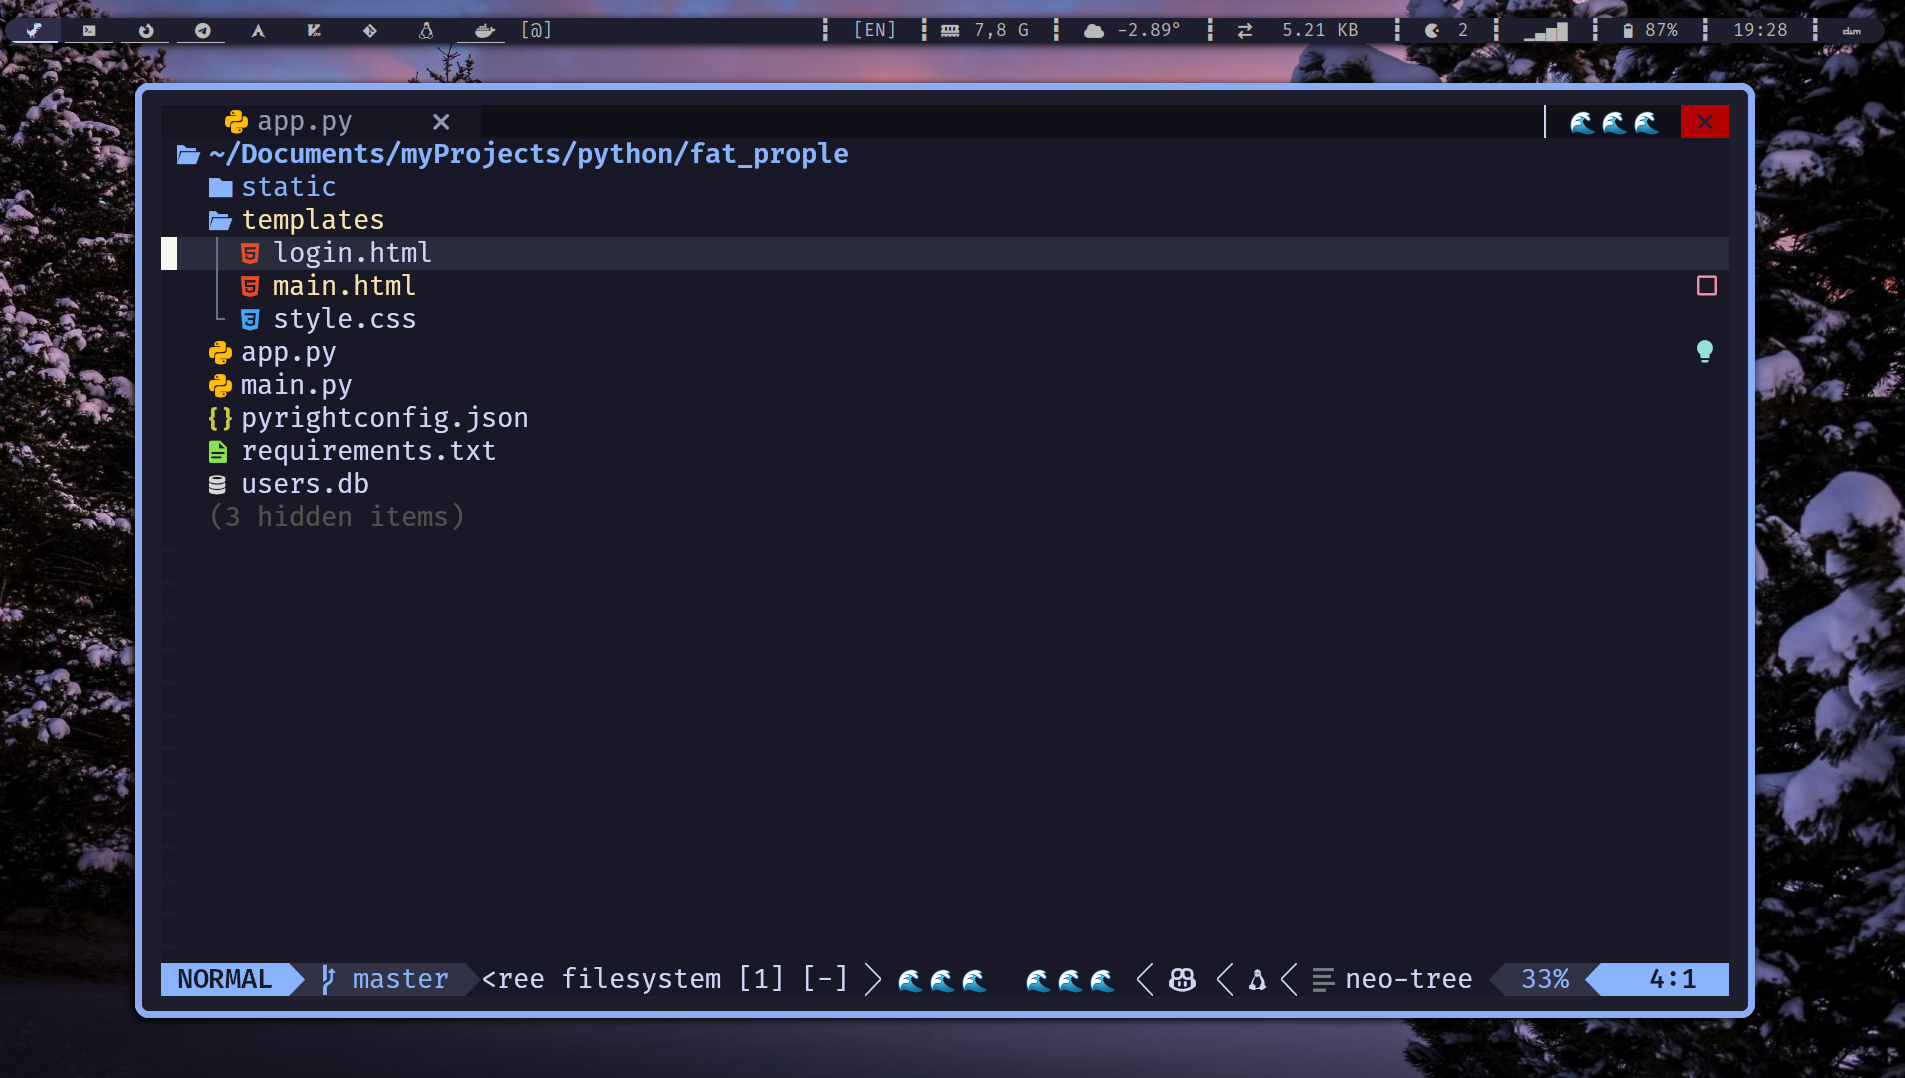 [@] [EN] 7,8 G -2.89° 5.21 KB 2 87% 19:28 dwm
app.py
~/Documents/myProjects/python/fat_prople
static
templates
login.html
main.html
style.css
app.py
main.py
pyrightconfig.json
requirements.txt
users.db
(3 hidden items)
NORMAL master <ree filesystem [1] [-] neo-tree 33% 4:1